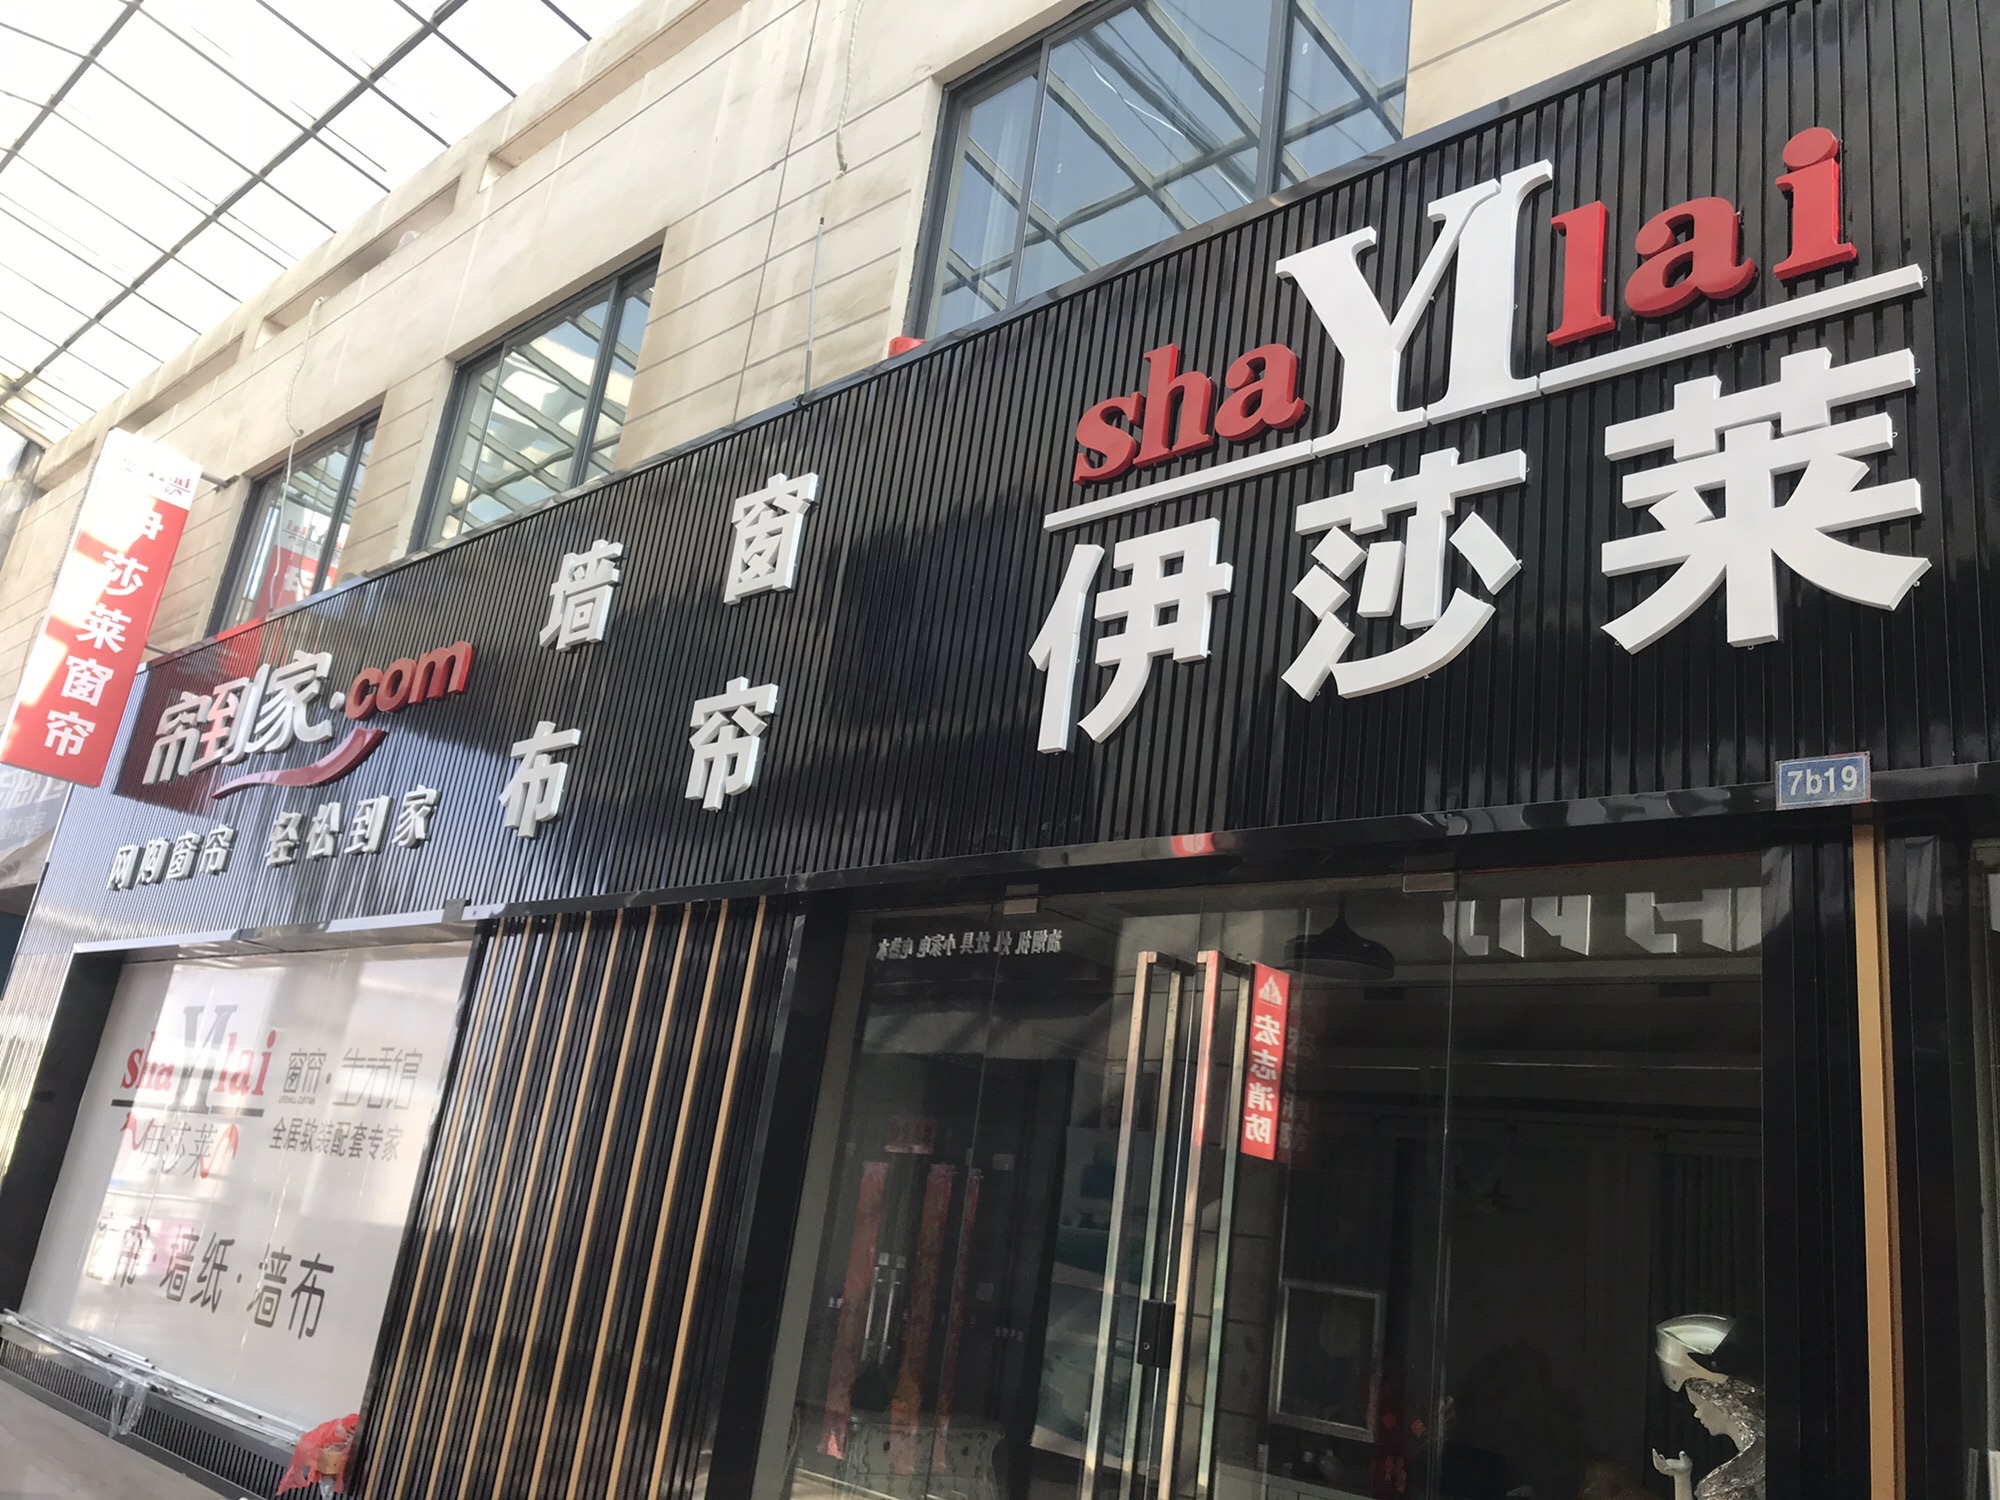 shaYIlai
伊莎莱
窗帘
墙布
帘到家.com
网购窗帘 轻松到家
伊莎莱窗帘
7b19
shaYIlai
伊莎莱
窗帘·生活馆
全居软装配套专家
窗帘·墙纸·墙布
宏志消防